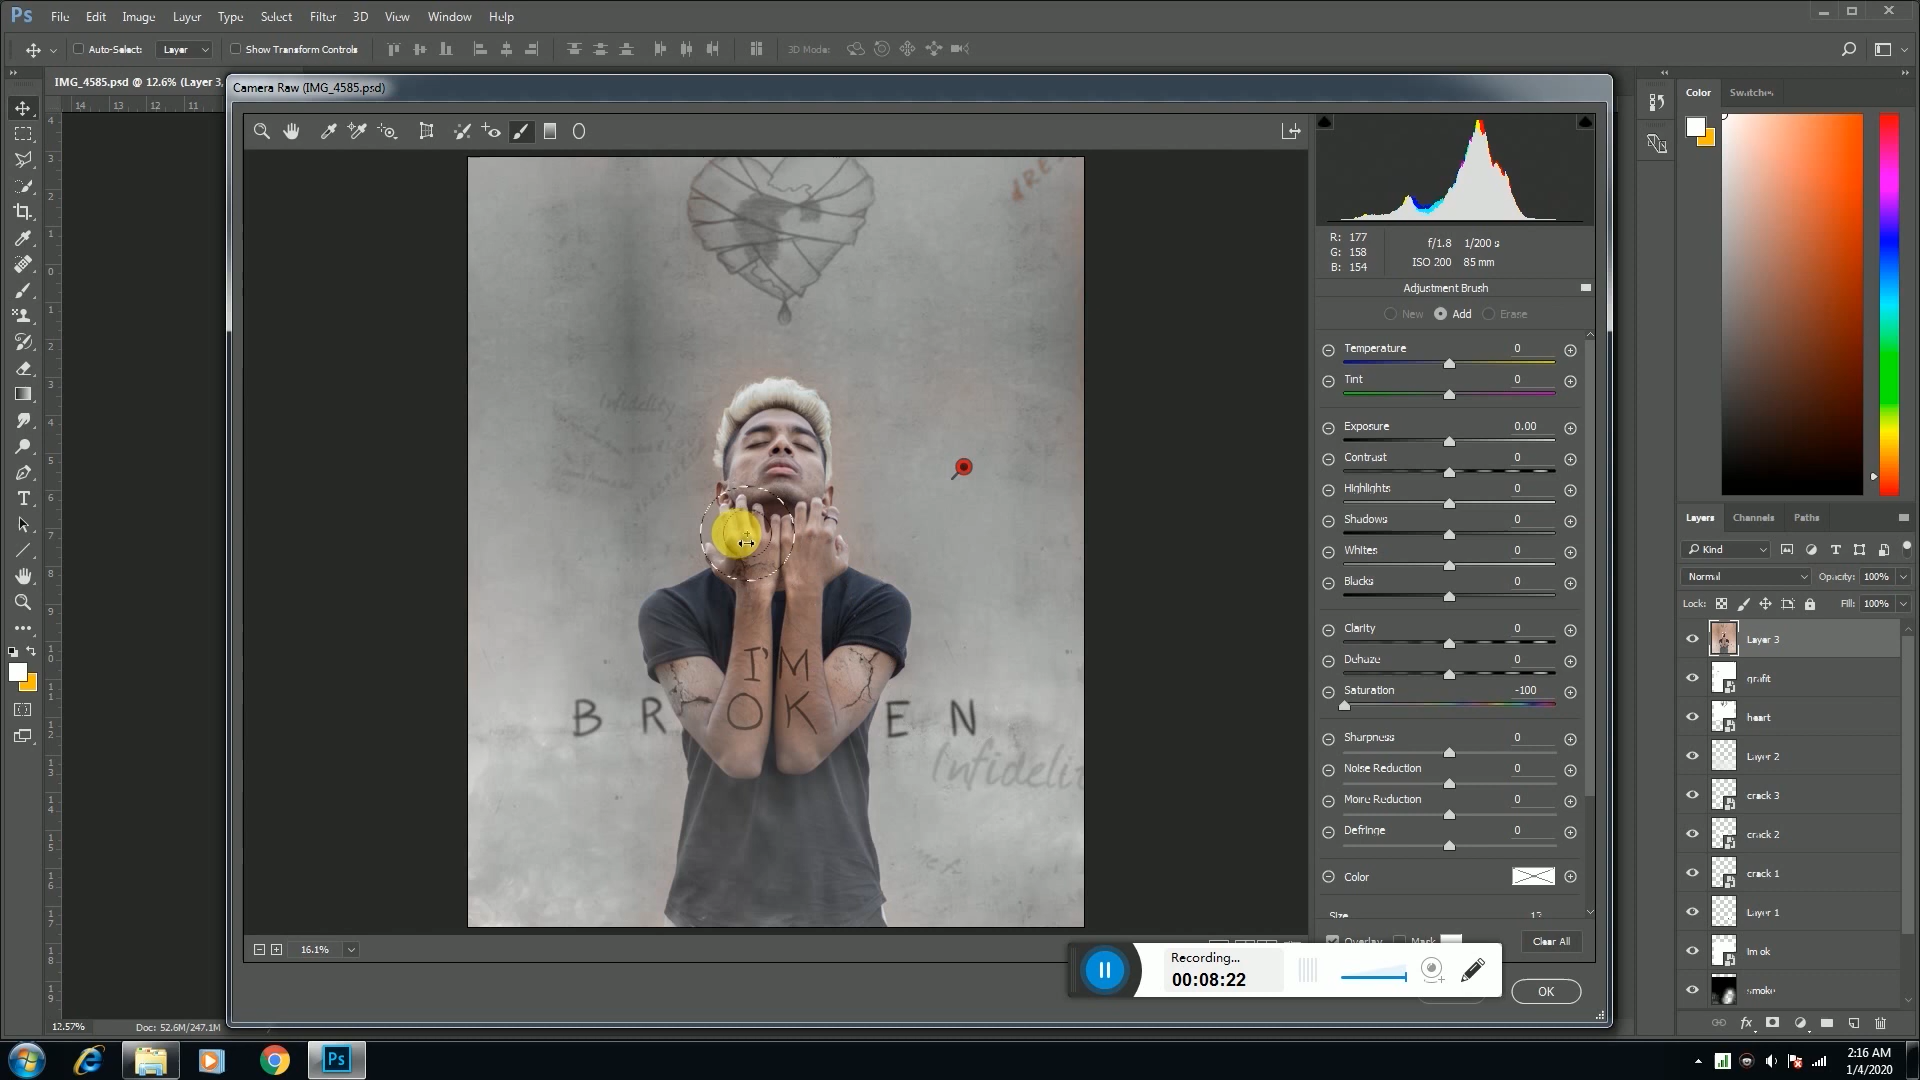 Ps File Edit Image Layer Type Select Filter 3D View Window Help
Auto-Select: Layer Show Transform Controls 3D Mode:
IMG_4585.psd @ 12.6% (Layer 3,
Camera Raw (IMG_4585.psd)
14 13 12 11
Color Swatches
R: 177
G: 158
B: 154
f/1.8 1/200 s
ISO 200 85 mm
Adjustment Brush
New Add Erase
Temperature 0
Tint 0
Exposure 0.00
Contrast 0
Highlights 0
Shadows 0
Whites 0
Blacks 0
Clarity 0
Dehaze 0
Saturation -100
Sharpness 0
Noise Reduction 0
Moire Reduction 0
Defringe 0
Color
Size 12
Overlay Mask Clear All
OK
Infidelity
I'M
OK
B R E N
Infidelit
16.1%
Recording...
00:08:22
Layers Channels Paths
Kind
Normal Opacity: 100%
Lock: Fill: 100%
Layer 3
grafit
heart
Layer 2
crack 3
crack 2
crack 1
Layer 1
Im ok
smoke
12.57% Doc: 52.6M/247.1M
2:16 AM
1/4/2020